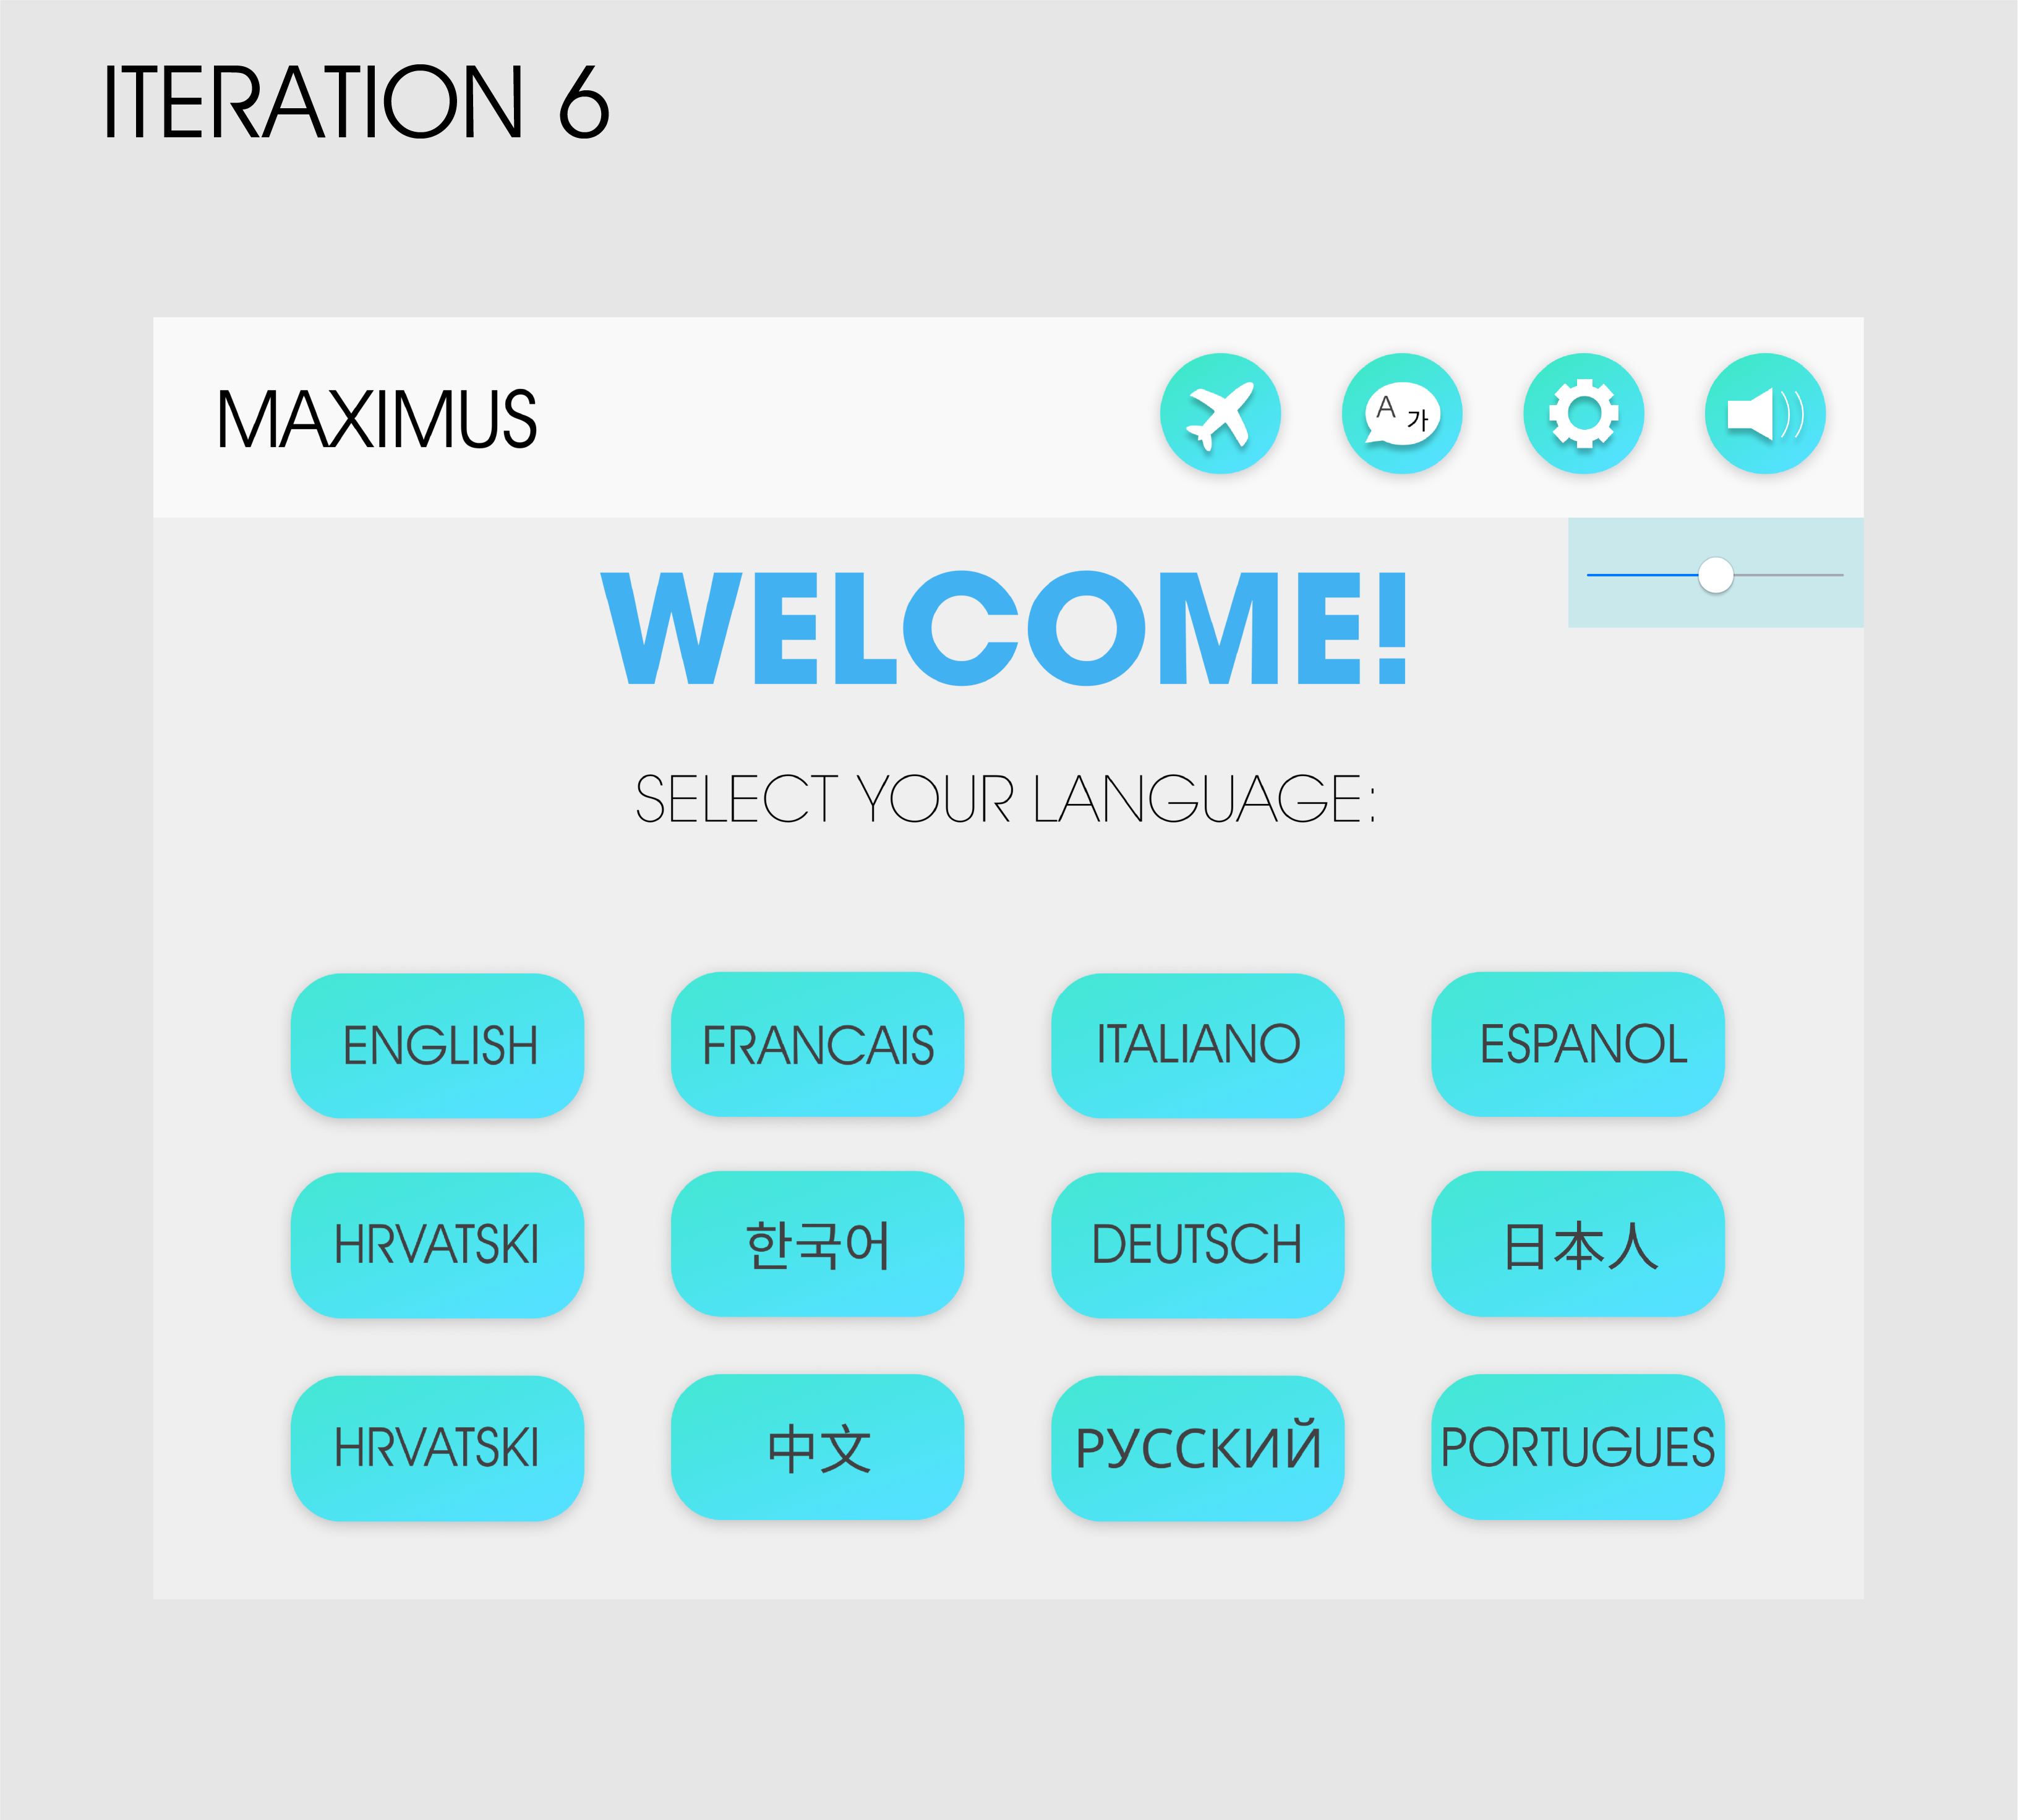 ITERATION 6
MAXIMUS
A 가
WELCOME!
SELECT YOUR LANGUAGE:
ENGLISH FRANCAIS ITALIANO ESPANOL
HRVATSKI 한국어 DEUTSCH 日本人
HRVATSKI 中文 РУССКИЙ PORTUGUES